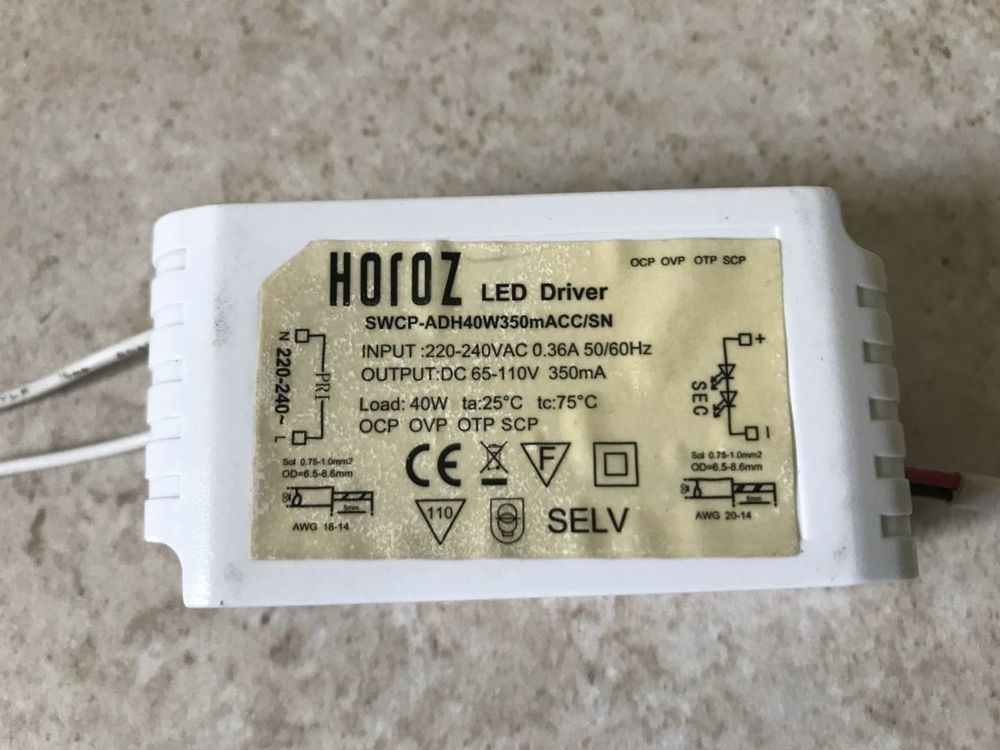 OCP OVP OTP SCP
HOROZ LED Driver
SWCP-ADH40W350mACC/SN
INPUT :220-240VAC 0.36A 50/60Hz
OUTPUT:DC 65-110V 350mA
Load: 40W ta:25°C tc:75°C
OCP OVP OTP SCP
N 220-240~ L
PRI
SEC
+
-
Sol 0.75-1.0mm2
OD=6.5-8.6mm
5mm
AWG 18-14
CE
F
110
SELV
Sol 0.75-1.0mm2
OD=6.5-8.6mm
5mm
AWG 20-14